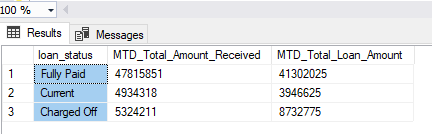 100 %
Results Messages
loan_status MTD_Total_Amount_Received MTD_Total_Loan_Amount
1 Fully Paid 47815851 41302025
2 Current 4934318 3946625
3 Charged Off 5324211 8732775